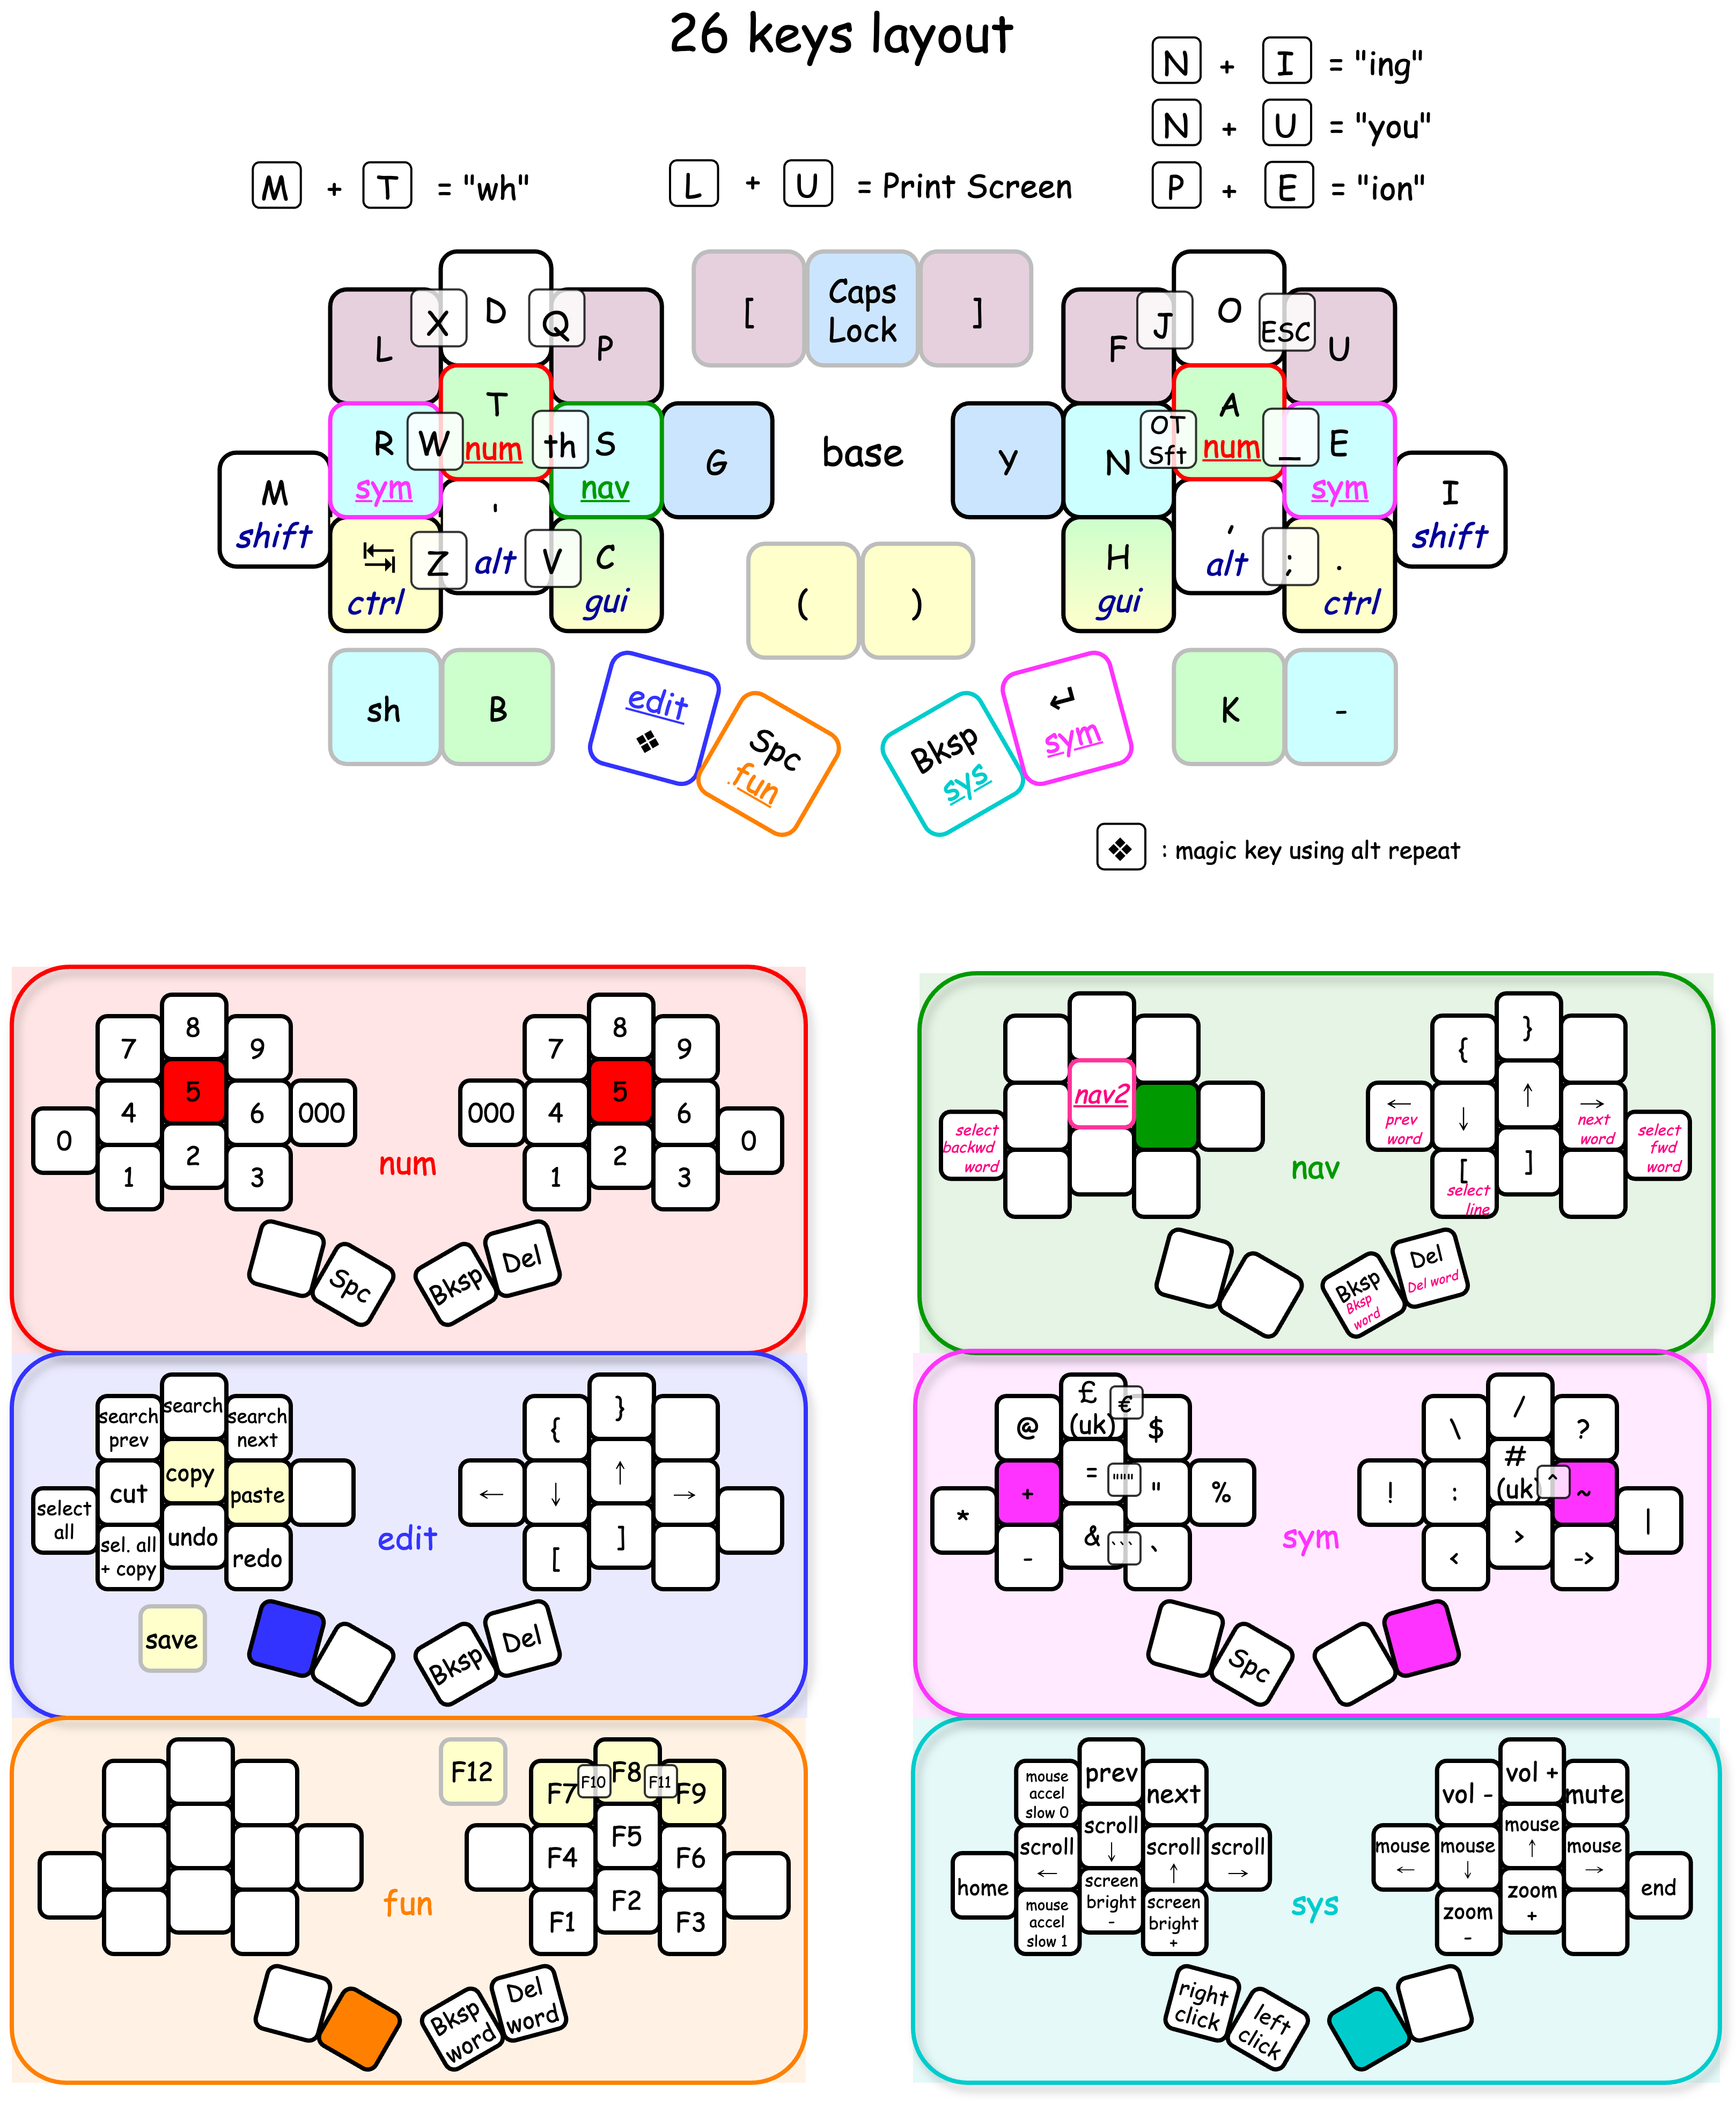 26 keys layout
N + I = "ing"
N + U = "you"
M + T = "wh"
L + U = Print Screen
P + E = "ion"
L X D Q P
[ Caps Lock ]
F J O ESC U
M shift
R sym
W
T num
th
S nav
G
base
Y
N
OT Sft
A num
_
E sym
I shift
⇤
⇥
ctrl
Z
' alt
V
C gui
( )
H gui
, alt
;
. ctrl
sh B
edit
❖
Spc
fun
Bksp
sys
↵
sym
K -
❖ : magic key using alt repeat
7 8 9
4 5 6 000
0
1 2 3
num
7 8 9
000 4 5 6
0
1 2 3
Spc
Bksp
Del
nav2
select
backwd
word
nav
{ }
←
prev
word
↓
↑
→
next
word
select
fwd
word
[
select
line
]
Bksp
Bksp
word
Del
Del word
search
prev
search
search
next
cut
copy
paste
select
all
sel. all
+ copy
undo
redo
save
edit
{ }
← ↓ ↑ →
[ ]
Bksp
Del
@
£
(uk)
€
$
*
+
=
"""
"
%
-
&
```
`
sym
\ / ?
! :
#
(uk)
^
~
|
< > ->
Spc
fun
F12
F7 F10 F8 F11 F9
F4 F5 F6
F1 F2 F3
Bksp
word
Del
word
mouse
accel
slow 0
prev
next
home
scroll
←
scroll
↓
scroll
↑
scroll
→
mouse
accel
slow 1
screen
bright
-
screen
bright
+
sys
vol -
vol +
mute
mouse
←
mouse
↓
mouse
↑
mouse
→
end
zoom
-
zoom
+
right
click
left
click